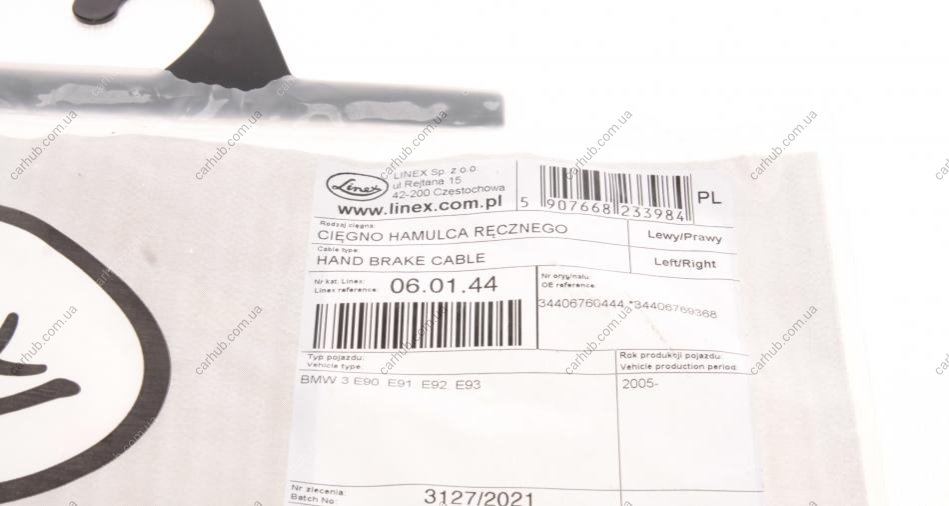 Linex
LINEX Sp. z o.o.
ul Rejtana 15
42-200 Częstochowa
www.linex.com.pl
5 907668 233984
PL
Rodzaj cięgna:
CIĘGNO HAMULCA RĘCZNEGO
Lewy/Prawy
Cable type:
HAND BRAKE CABLE
Left/Right
Nr kat. Linex:
Linex reference:
06.01.44
Nr oryginału:
OE reference:
34406760444, *34406769368
Typ pojazdu:
Vehicle type:
BMW 3 E90 E91 E92 E93
Rok produkcji pojazdu:
Vehicle production period:
2005-
Nr zlecenia:
Batch No:
3127/2021
carhub.com.ua